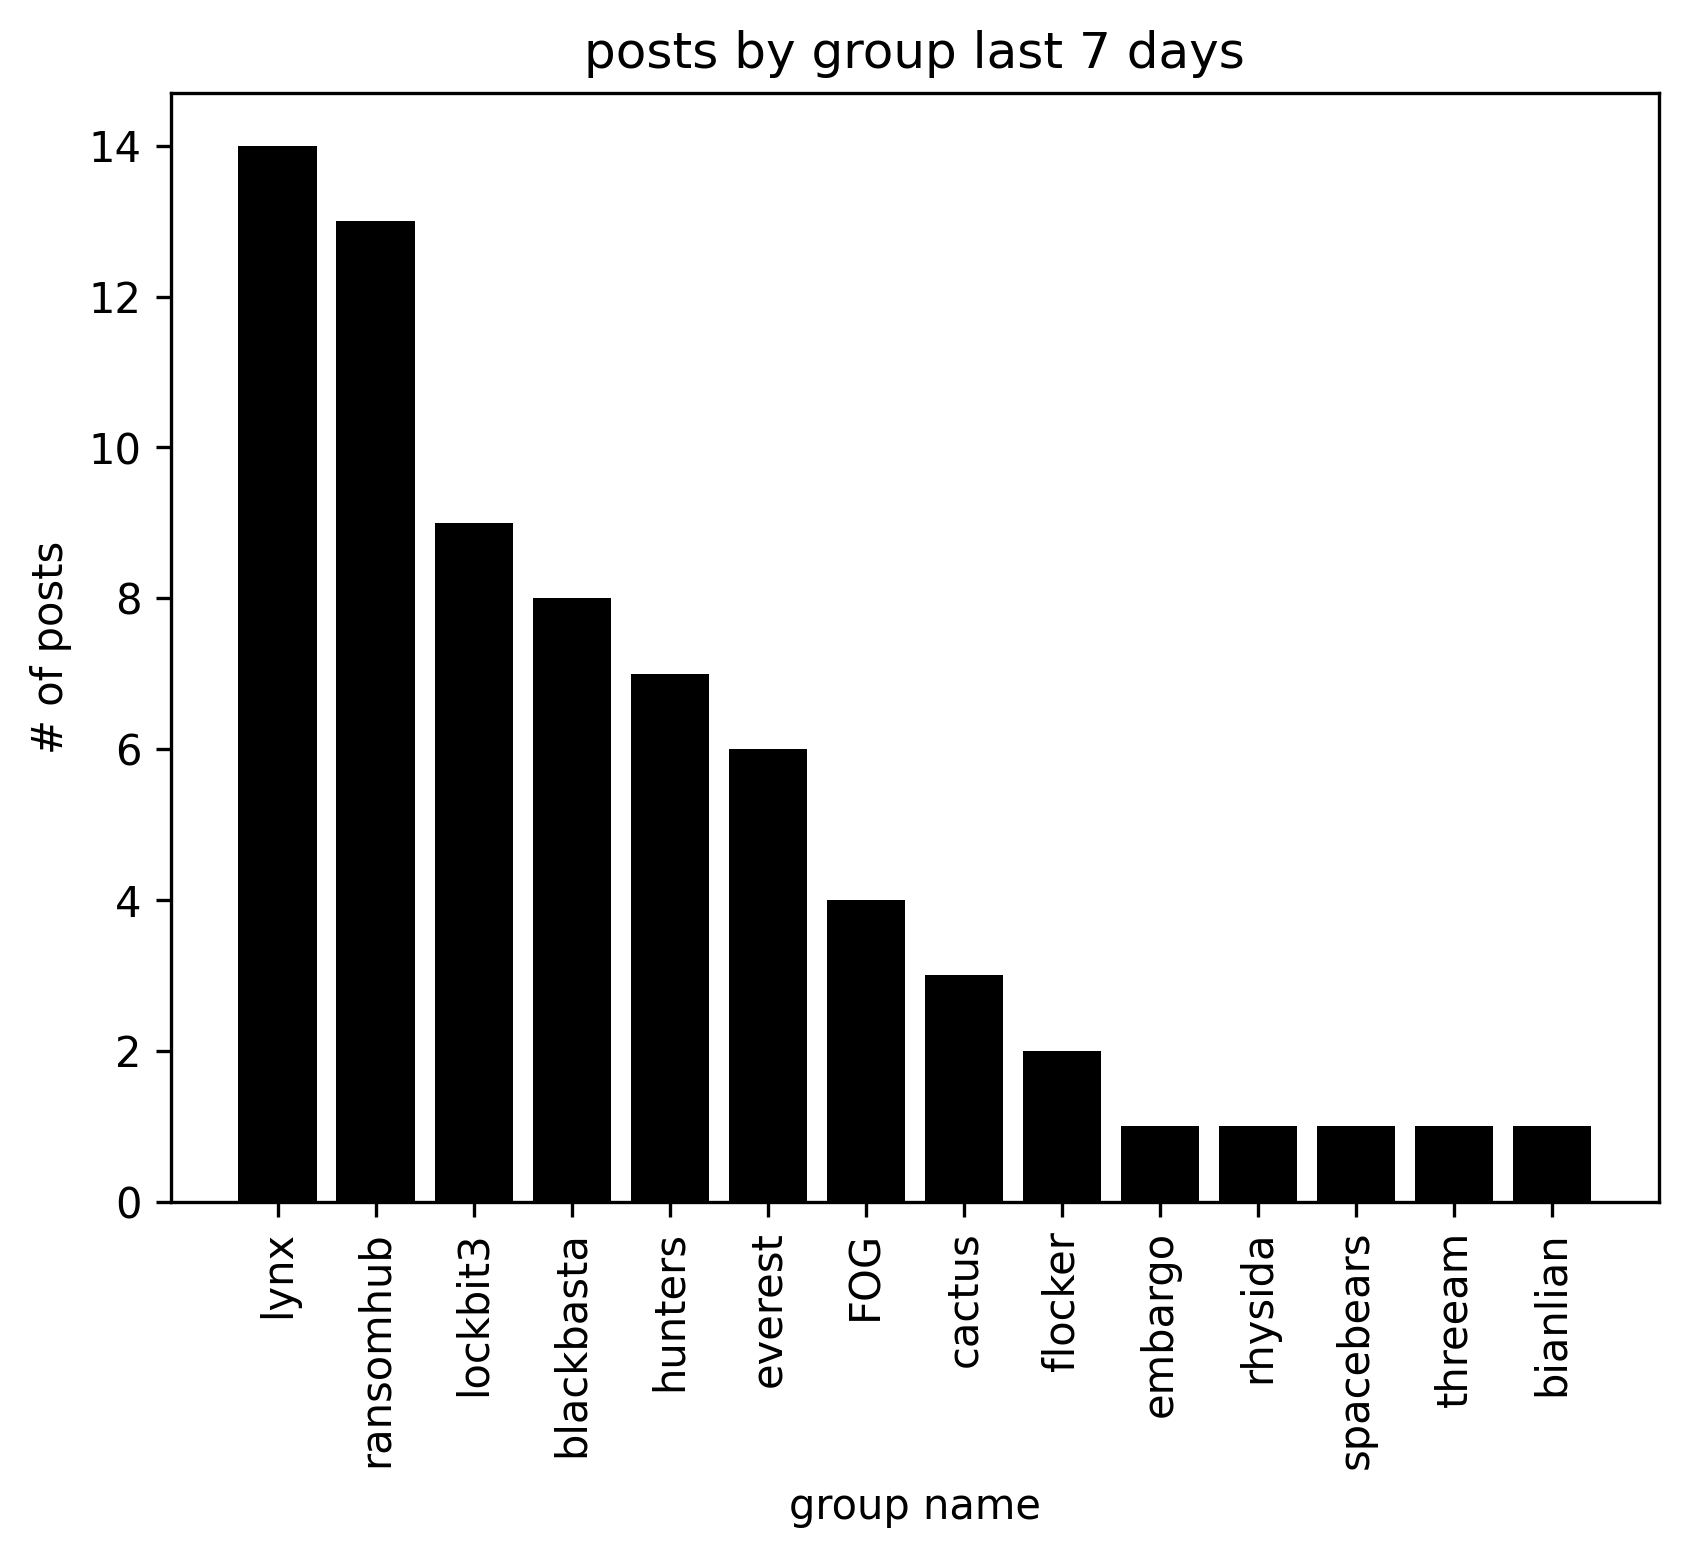 posts by group last 7 days
# of posts
14
12
10
8
6
4
2
0
lynx
ransomhub
lockbit3
blackbasta
hunters
everest
FOG
cactus
flocker
embargo
rhysida
spacebears
threeam
bianlian
group name